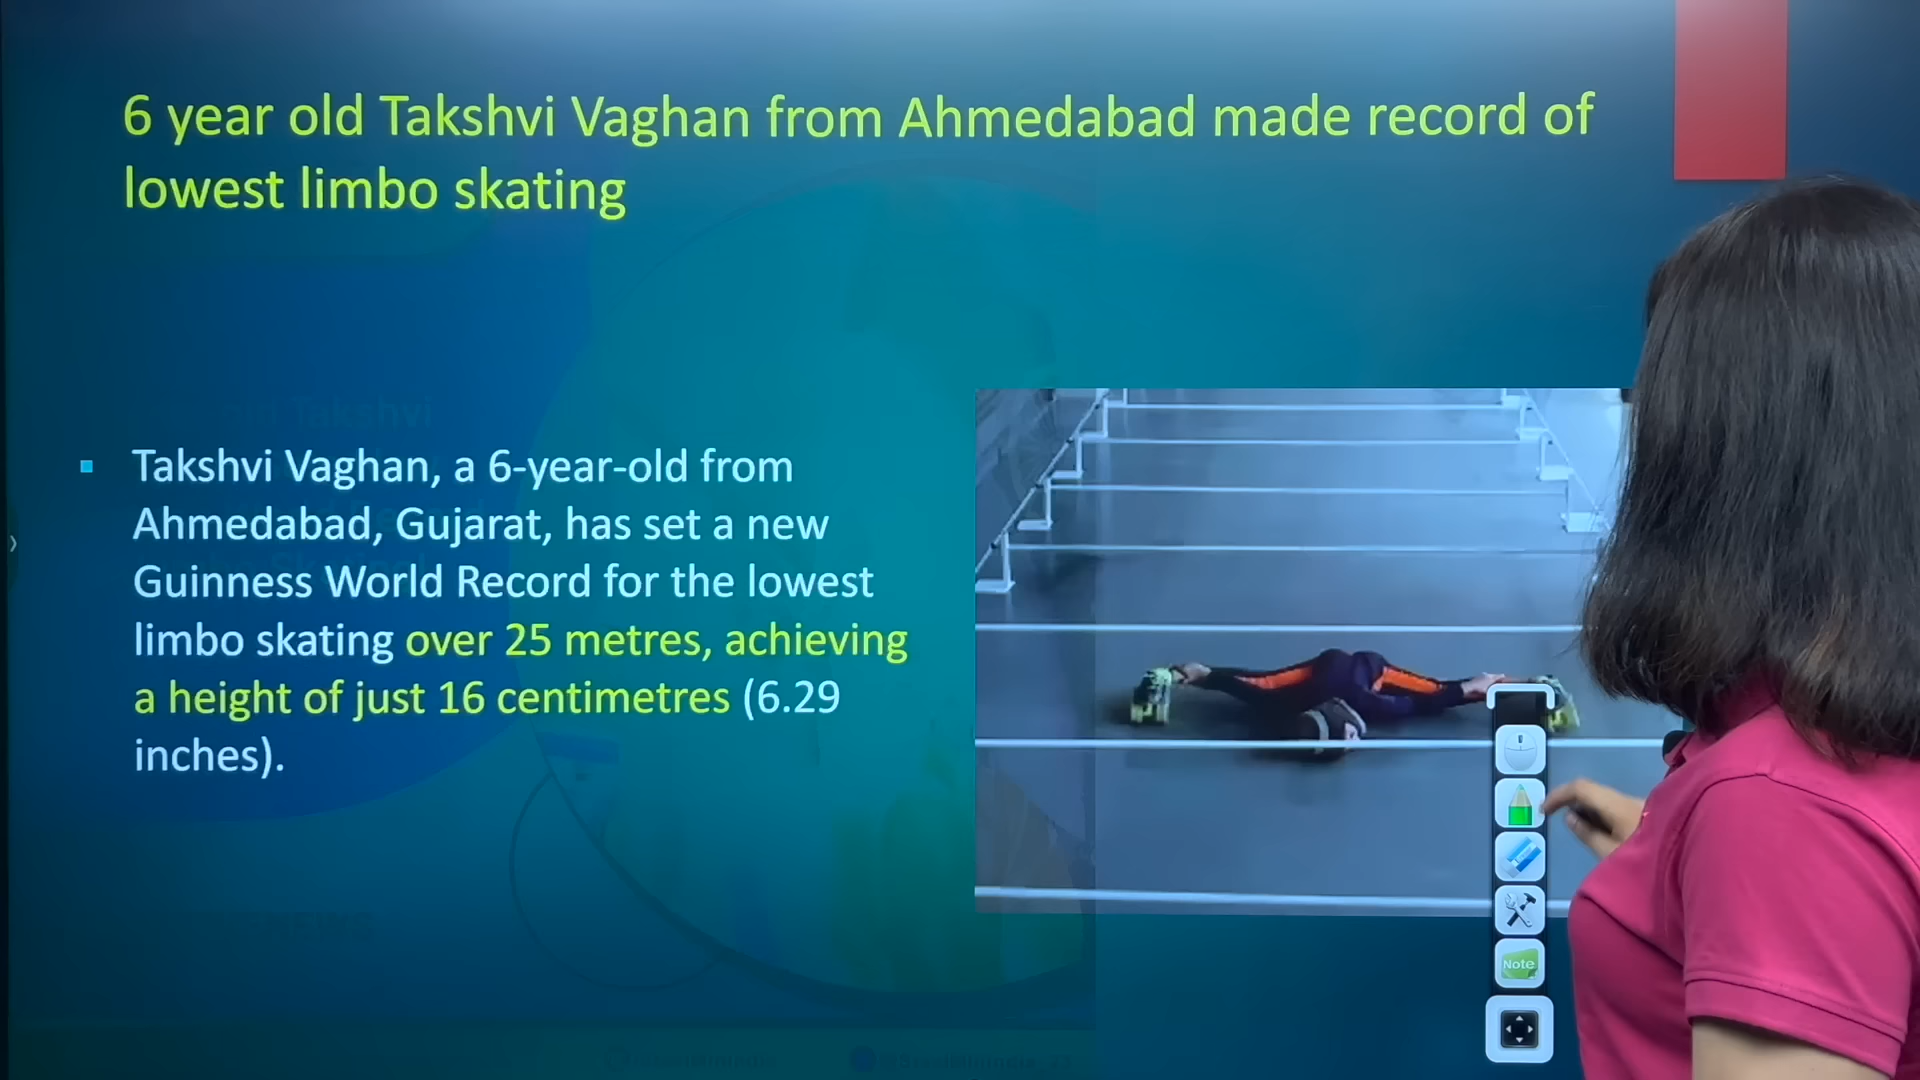 6 year old Takshvi Vaghan from Ahmedabad made record of
lowest limbo skating
Takshvi Vaghan, a 6-year-old from
Ahmedabad, Gujarat, has set a new
Guinness World Record for the lowest
limbo skating over 25 metres, achieving
a height of just 16 centimetres (6.29
inches).
Note